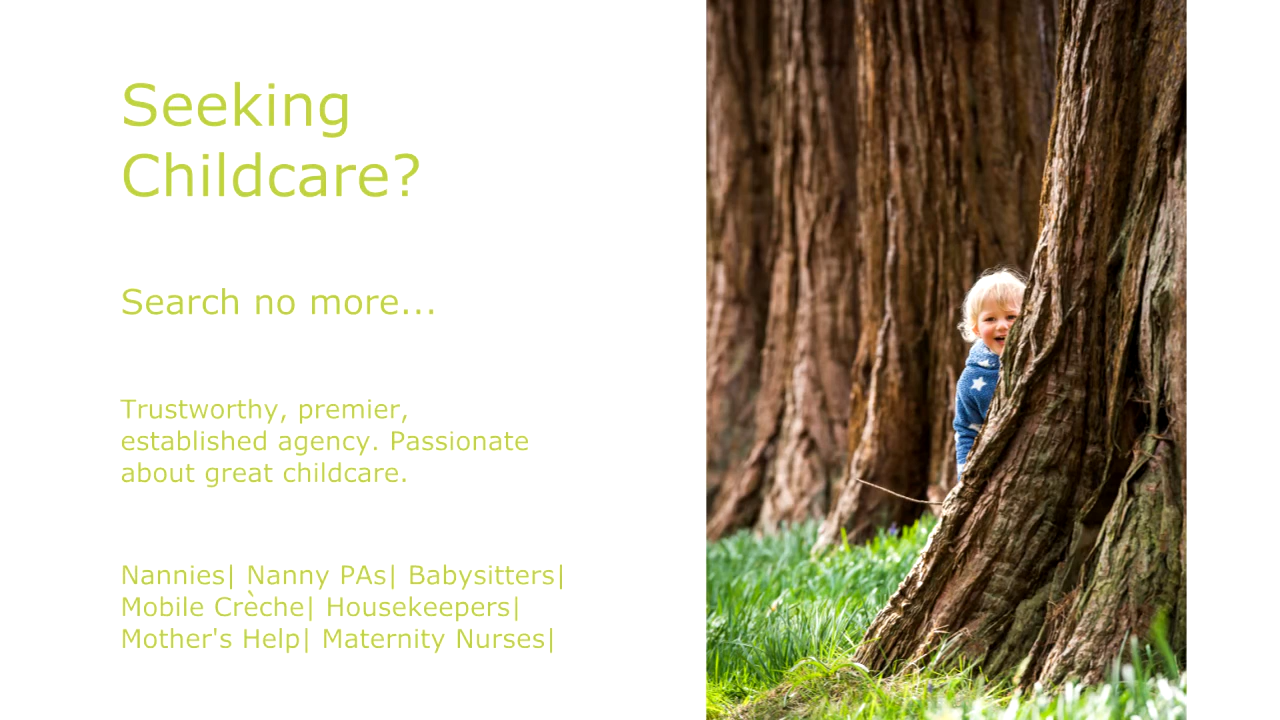 Seeking
Childcare?
Search no more...
Trustworthy, premier,
established agency. Passionate
about great childcare.
Nannies| Nanny PAs| Babysitters|
Mobile Crèche| Housekeepers|
Mother's Help| Maternity Nurses|